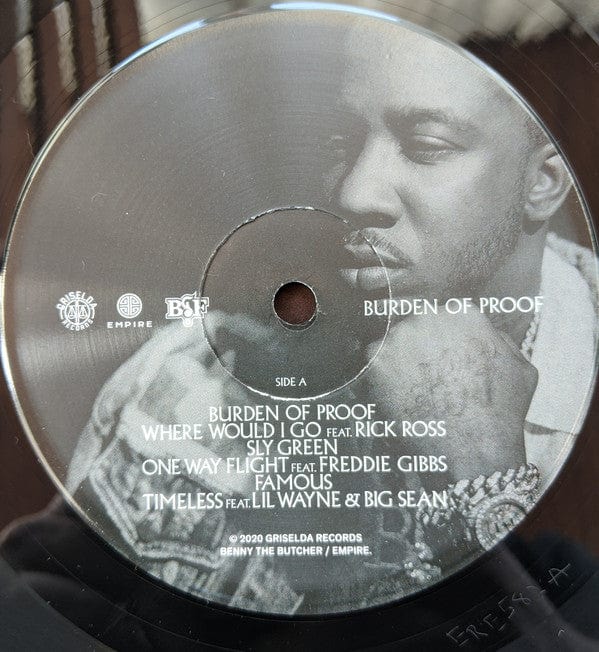 GRISELDA
RECORDS
EMPIRE
BSF
BURDEN OF PROOF
SIDE A
BURDEN OF PROOF
WHERE WOULD I GO FEAT. RICK ROSS
SLY GREEN
ONE WAY FLIGHT FEAT. FREDDIE GIBBS
FAMOUS
TIMELESS FEAT. LIL WAYNE & BIG SEAN
© 2020 GRISELDA RECORDS
BENNY THE BUTCHER / EMPIRE.